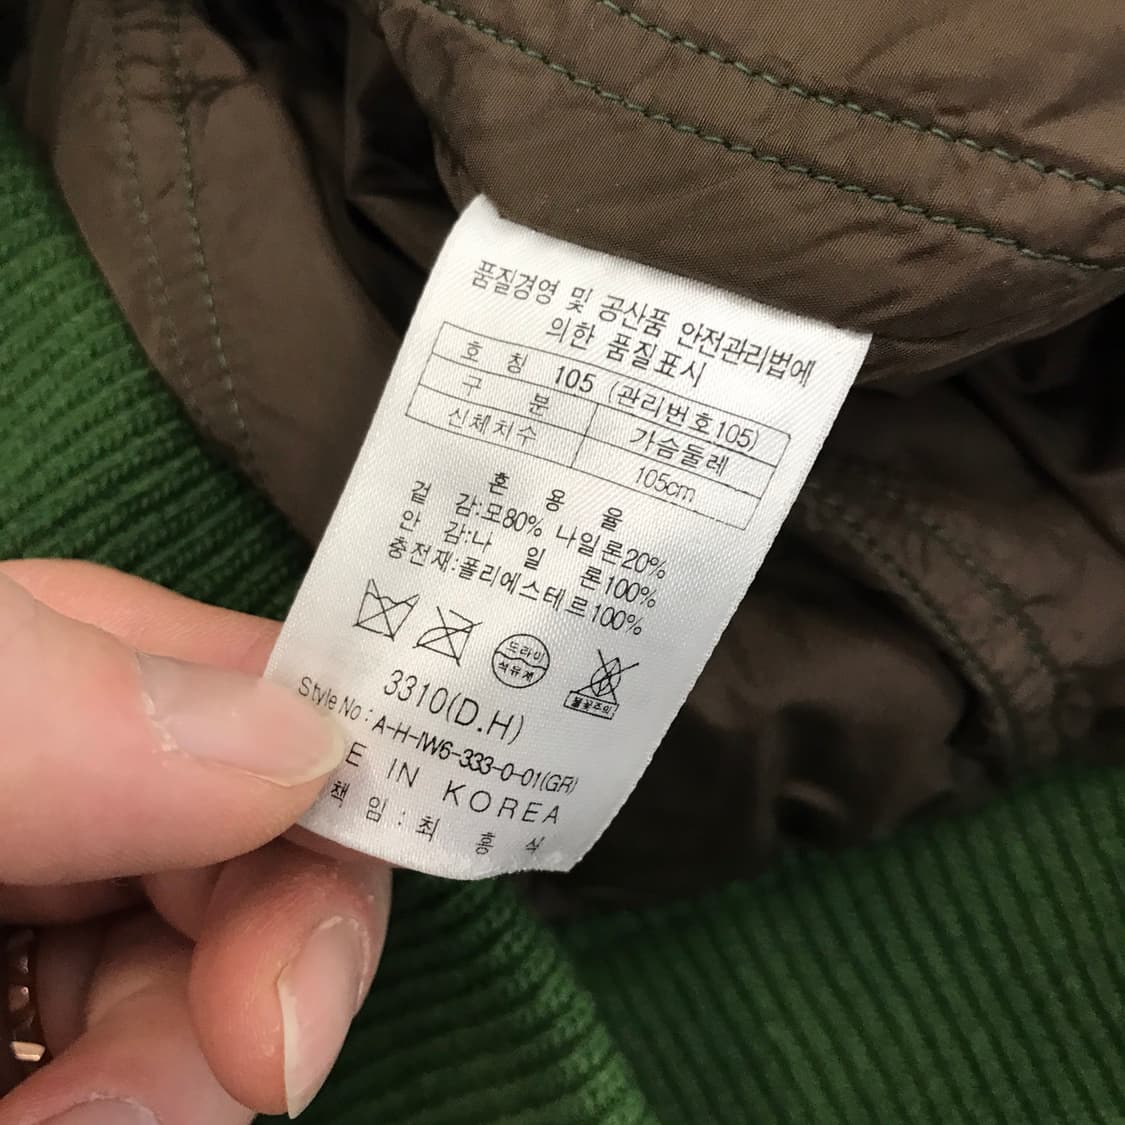 품질경영 및 공산품 안전관리법에
의한 품질표시
호 칭 105 (관리번호105)
구 분 가슴둘레
신체치수 105cm
혼 용 율
겉 감:모80% 나일론20%
안 감:나 일 론100%
충전재:폴리에스테르100%
드라이
석유계
불꽃주의
3310(D.H)
Style No : A-H-IW6-333-0-01(GR)
E IN KOREA
책 임 : 최 홍 식